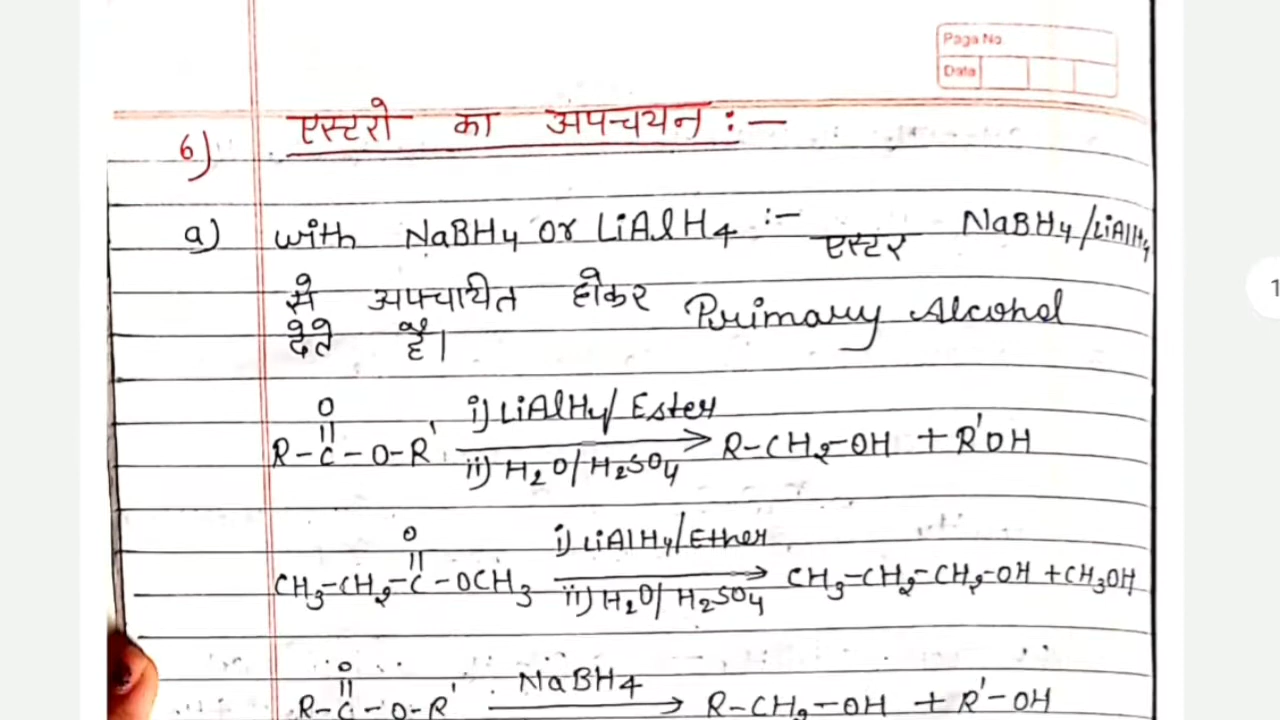 Page No.
Date
6) एस्टरो का अपचयन :-
a) with NaBH4 or LiAlH4 :- एस्टर NaBH4/LiAlH4
से अपचायित होकर Primary Alcohol
देते है।
O
||
R-C-O-R' i) LiAlH4/Ester ii) H2O/H2SO4 → R-CH2-OH + R'OH
O
||
CH3-CH2-C-OCH3 i) LiAlH4/Ether ii) H2O/H2SO4 → CH3-CH2-CH2-OH + CH3OH
O
||
R-C-O-R' NaBH4 → R-CH2-OH + R'-OH
1